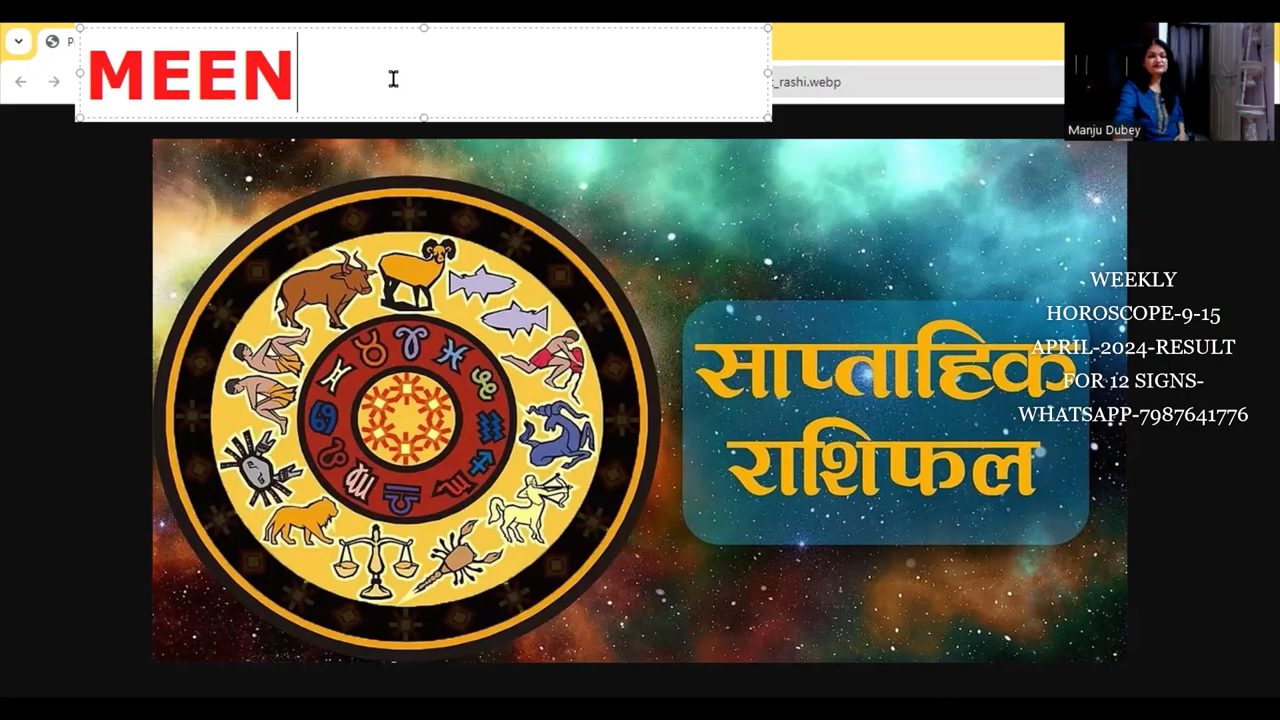 MEEN
_rashi.webp
Manju Dubey
WEEKLY
HOROSCOPE-9-15
APRIL-2024-RESULT
FOR 12 SIGNS-
WHATSAPP-7987641776
साप्ताहिक
राशिफल